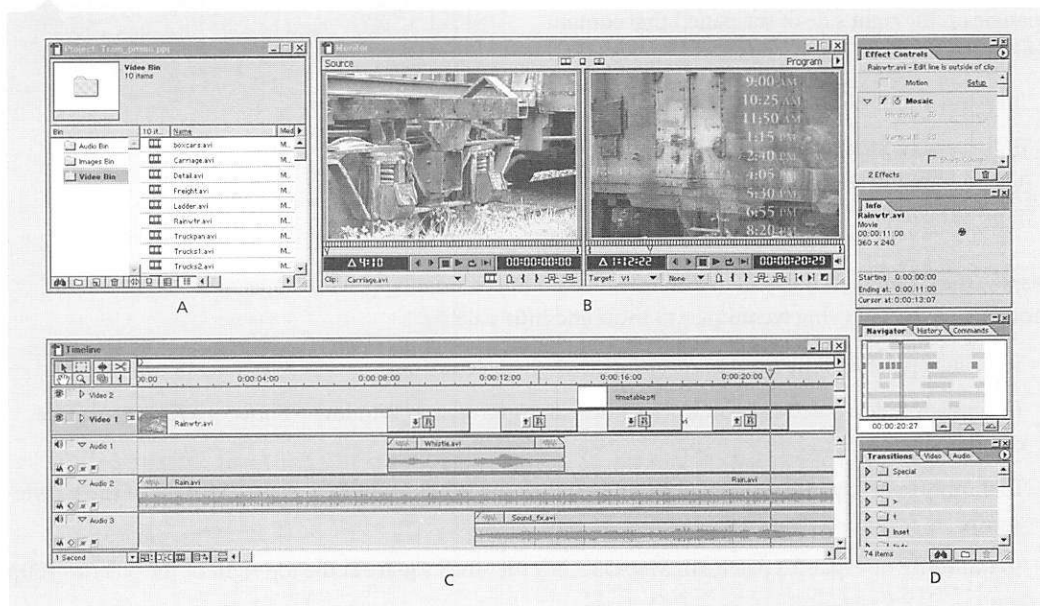 Project: Train_promo.ppj
Video Bin
10 items
Bin
10 it...
Name
Med
Audio Bin
Images Bin
Video Bin
boxcars.avi
M..
Carriage.avi
M..
Detail.avi
M..
Freight.avi
M..
Ladder.avi
M..
Rainwtr.avi
M..
Truckpan.avi
M..
Trucks1.avi
M..
Trucks2.avi
M..
A
Monitor
Source
Program
9:00 AM
10:25 AM
11:50 AM
1:15 PM
2:40 PM
4:05 PM
5:30 PM
6:55 PM
8:20 PM
Δ 4:10
00:00:00:00
Δ 1:12:22
00:00:20:29
Clip: Carriage.avi
Target: V1
None
B
Effect Controls
Rainwtr.avi - Edit line is outside of clip
Motion
Setup
Mosaic
2 Effects
Info
Rainwtr.avi
Movie
00:00:11:00
360 x 240
Starting 0:00:00:00
Ending at: 0:00:11:00
Cursor at: 0:00:13:07
Navigator
History
Commands
00:00:20:27
Transitions
Video
Audio
Special
Inset
74 items
D
Timeline
00:00
0:00:04:00
0:00:08:00
0:00:12:00
0:00:16:00
0:00:20:00
Video 2
timetable.ptl
Video 1
Rainwtr.avi
Audio 1
Whistle.avi
Audio 2
Rain.avi
Rain.avi
Audio 3
Sound_fx.avi
1 Second
C